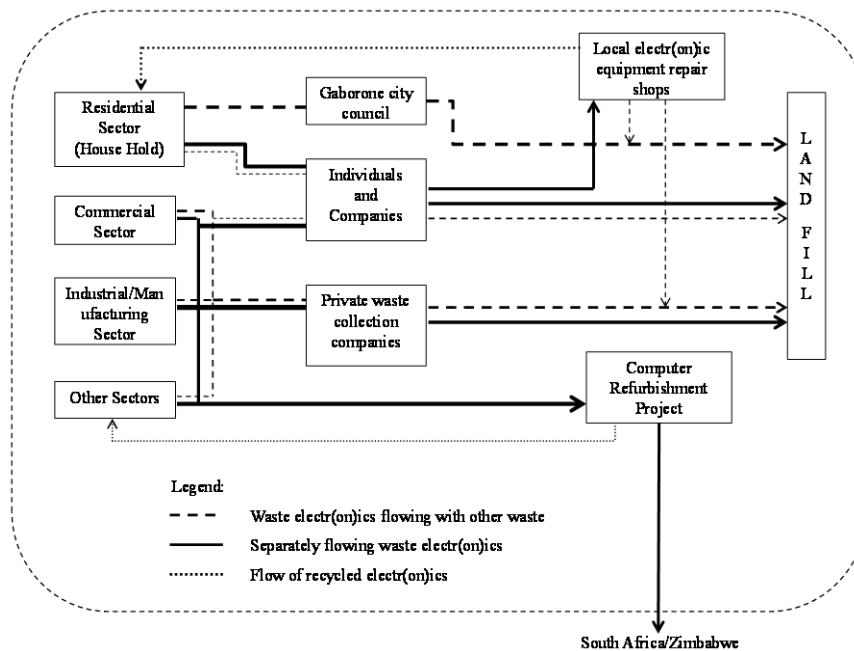 Local electr(on)ic
equipment repair
shops
Residential
Sector
(House Hold)
Gaborone city
council
L
A
N
D
F
I
L
L
Individuals
and
Companies
Commercial
Sector
Industrial/Man
ufacturing
Sector
Private waste
collection
companies
Other Sectors
Computer
Refurbishment
Project
Legend:
Waste electr(on)ics flowing with other waste
Separately flowing waste electr(on)ics
Flow of recycled electr(on)ics
South Africa/Zimbabwe